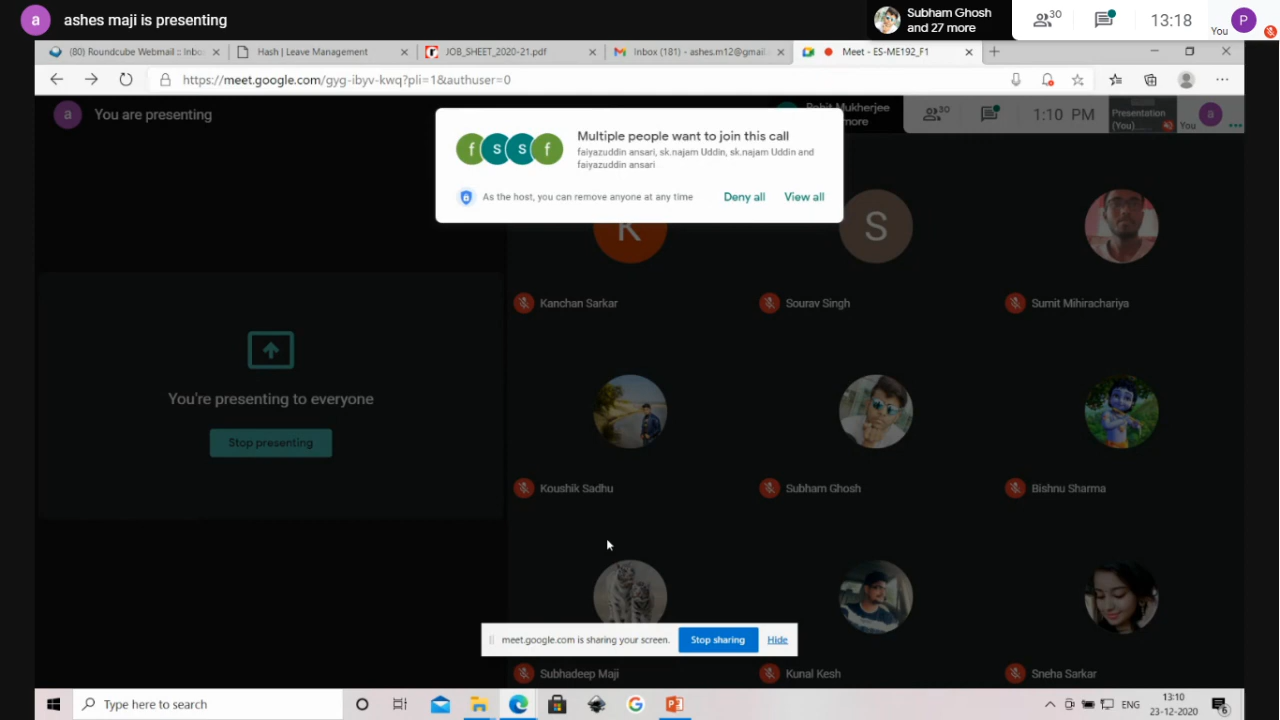 a ashes maji is presenting
Subham Ghosh
and 27 more
30
13:18
You
P
(80) Roundcube Webmail :: Inbo
Hash | Leave Management
JOB_SHEET_2020-21.pdf
Inbox (181) - ashes.m12@gmail
Meet - ES-ME192_F1
https://meet.google.com/gyg-ibyv-kwq?pli=1&authuser=0
a You are presenting
Mukherjee
more
30
1:10 PM
Presentation
(You)
You
a
Multiple people want to join this call
f S S f
faiyazuddin ansari, sk.najam Uddin, sk.najam Uddin and
faiyazuddin ansari
As the host, you can remove anyone at any time
Deny all
View all
K
S
Kanchan Sarkar
Sourav Singh
Sumit Mihirachariya
You're presenting to everyone
Stop presenting
Koushik Sadhu
Subham Ghosh
Bishnu Sharma
meet.google.com is sharing your screen.
Stop sharing
Hide
Subhadeep Maji
Kunal Kesh
Sneha Sarkar
Type here to search
ENG
13:10
23-12-2020
6